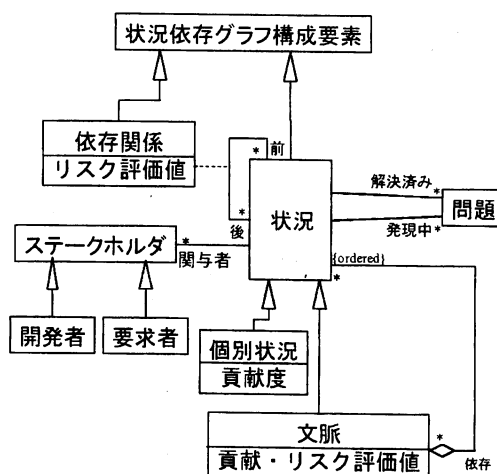 状況依存グラフ構成要素
依存関係
リスク評価値
* 前
* 後
状況
解決済み *
発現中 *
問題
ステークホルダ
*
関与者
{ordered}
*
開発者
要求者
個別状況
貢献度
文脈
貢献・リスク評価値
*
依存